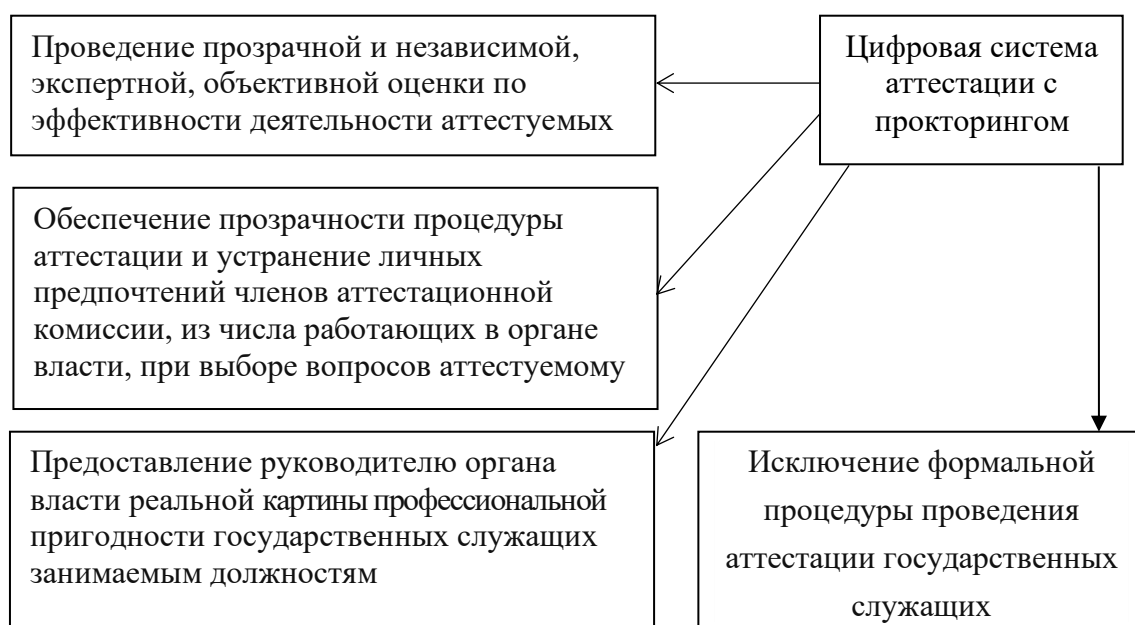 Проведение прозрачной и независимой,
экспертной, объективной оценки по
эффективности деятельности аттестуемых
Цифровая система
аттестации с
прокторингом
Обеспечение прозрачности процедуры
аттестации и устранение личных
предпочтений членов аттестационной
комиссии, из числа работающих в органе
власти, при выборе вопросов аттестуемому
Предоставление руководителю органа
власти реальной картины профессиональной
пригодности государственных служащих
занимаемым должностям
Исключение формальной
процедуры проведения
аттестации государственных
служащих